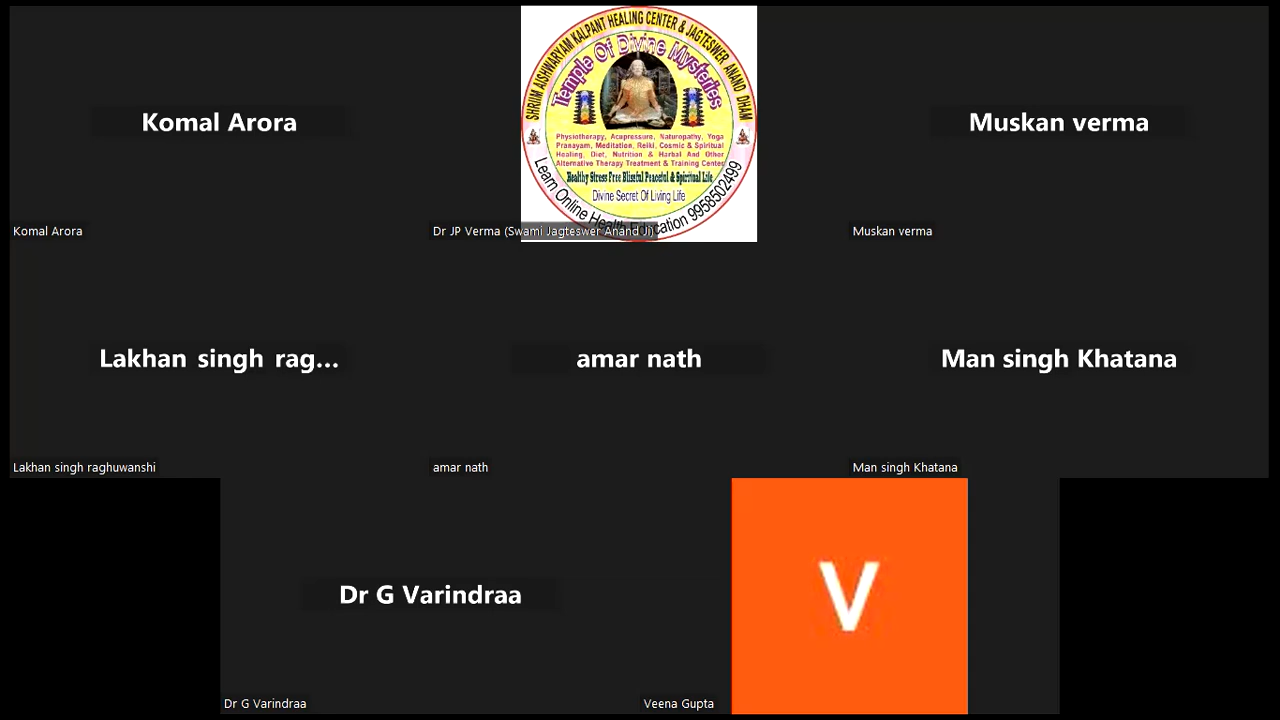 Komal Arora
Komal Arora
SHRIIM AISHWARYAM KALPANT HEALING CENTER & JAGTESWER ANAND DHAM
Temple Of Divine Mysteries
Physiotherapy, Acupressure, Naturopathy, Yoga
Pranayam, Meditation, Reiki, Cosmic & Spiritual
Healing, Diet, Nutrition & Harbal And Other
Alternative Therapy Treatment & Training Center
Healthy Stress Free Blissful Peaceful & Spiritual Life
Divine Secret Of Living Life
Learn Online Health Education 9958502499
Dr JP Verma (Swami Jagteswer Anand Ji)
Muskan verma
Muskan verma
Lakhan singh rag...
Lakhan singh raghuwanshi
amar nath
amar nath
Man singh Khatana
Man singh Khatana
Dr G Varindraa
Dr G Varindraa
V
Veena Gupta